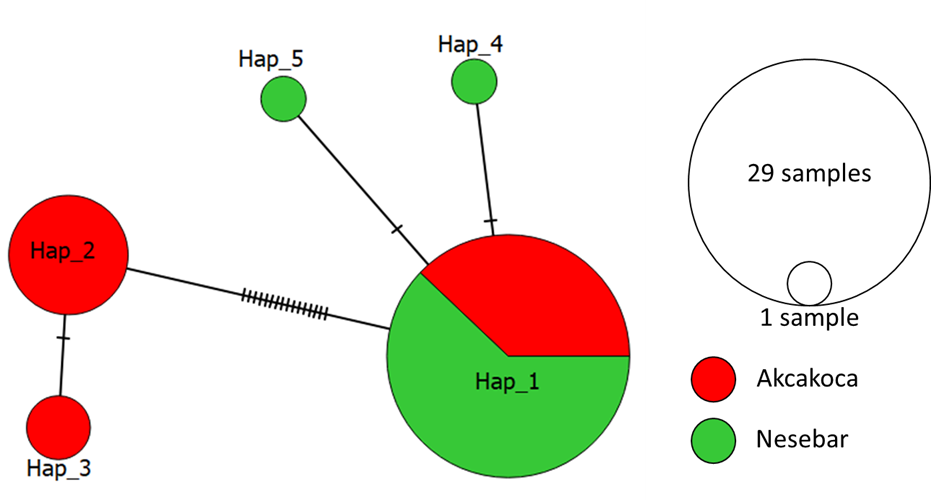 Hap_4
Hap_5
29 samples
Hap_2
1 sample
Hap_1
Akcakoca
Nesebar
Hap_3